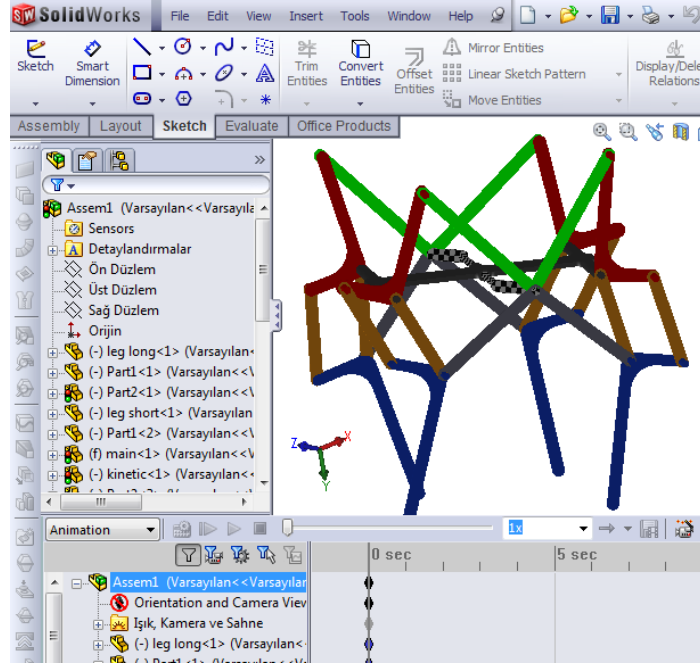 SolidWorks File Edit View Insert Tools Window Help
Sketch Smart Dimension Trim Entities Convert Entities Offset Entities Mirror Entities
Linear Sketch Pattern
Move Entities
Display/Dele
Relations
Assembly Layout Sketch Evaluate Office Products
Assem1 (Varsayılan<<Varsayıla
Sensors
Detaylandırmalar
Ön Düzlem
Üst Düzlem
Sağ Düzlem
Orijin
(-) leg long<1> (Varsayılan<
(-) Part1<1> (Varsayılan<<V
(-) Part2<1> (Varsayılan<<V
(-) leg short<1> (Varsayılan
(-) Part1<2> (Varsayılan<<V
(f) main<1> (Varsayılan<<V
(-) kinetic<1> (Varsayılan<<
Z X
Y
Animation 1x
0 sec 5 sec
Assem1 (Varsayılan<<Varsayılar
Orientation and Camera View
Işık, Kamera ve Sahne
(-) leg long<1> (Varsayılan<